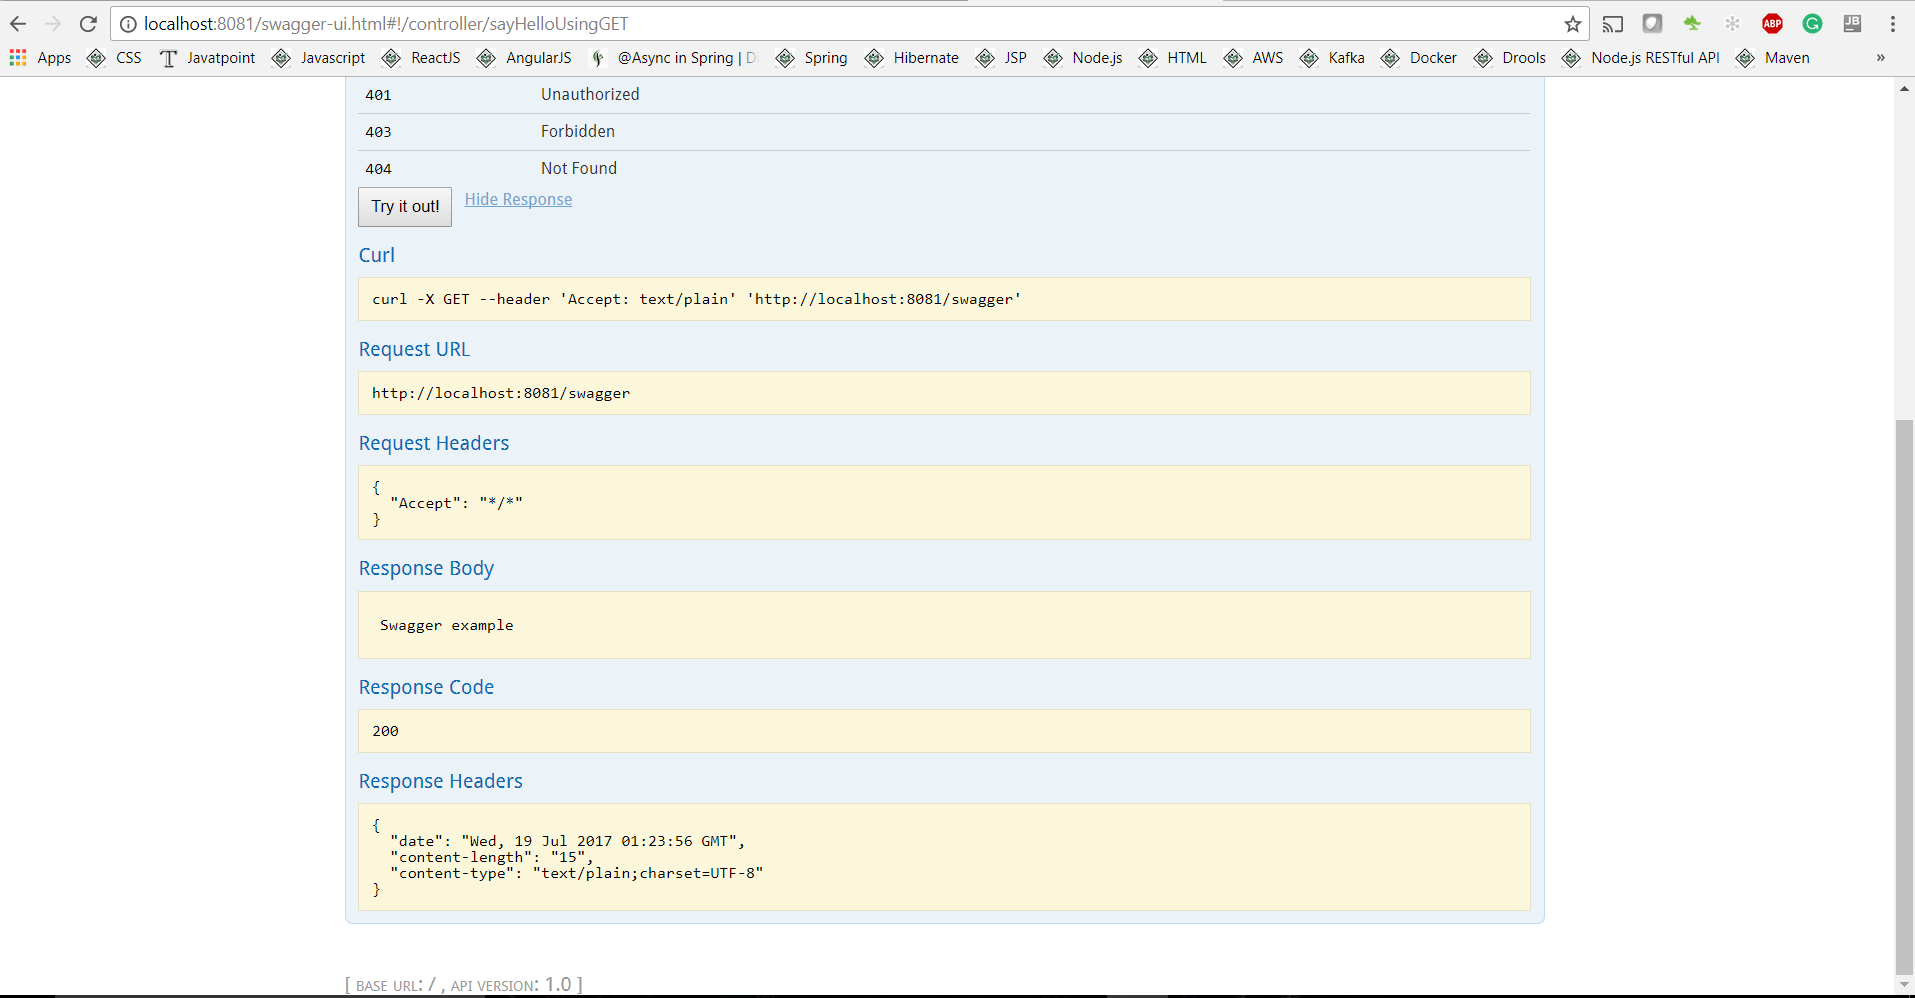 localhost:8081/swagger-ui.html#!/controller/sayHelloUsingGET
ABP
G
JB
Apps CSS T Javatpoint Javascript ReactJS AngularJS @Async in Spring | D Spring Hibernate JSP Node.js HTML AWS Kafka Docker Drools Node.js RESTful API Maven »
401 Unauthorized
403 Forbidden
404 Not Found
Try it out! Hide Response
Curl
curl -X GET --header 'Accept: text/plain' 'http://localhost:8081/swagger'
Request URL
http://localhost:8081/swagger
Request Headers
{
"Accept": "*/*"
}
Response Body
Swagger example
Response Code
200
Response Headers
{
"date": "Wed, 19 Jul 2017 01:23:56 GMT",
"content-length": "15",
"content-type": "text/plain;charset=UTF-8"
}
[ BASE URL: / , API VERSION: 1.0 ]